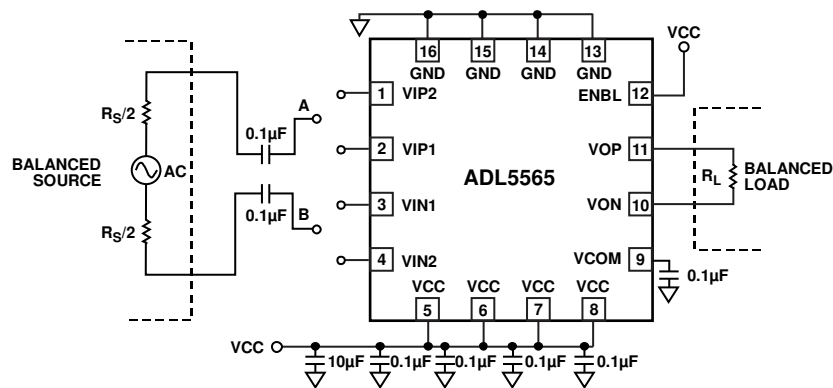 VCC
16 15 14 13
GND GND GND GND
1 VIP2
ENBL 12
RS/2
A
0.1µF
2 VIP1
VOP 11
BALANCED
SOURCE
AC
ADL5565
RL
BALANCED
LOAD
0.1µF
B
3 VIN1
VON 10
RS/2
4 VIN2
VCOM 9
0.1µF
VCC VCC VCC VCC
5 6 7 8
VCC
10µF 0.1µF 0.1µF 0.1µF 0.1µF